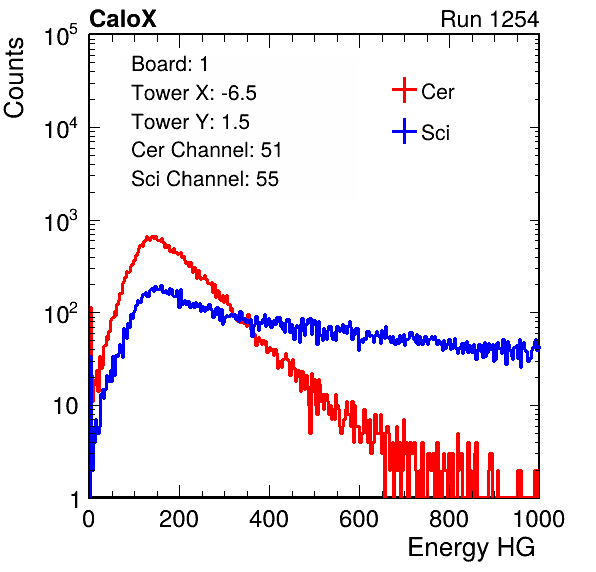 CaloX
Run 1254
Counts
Board: 1
Tower X: -6.5
Tower Y: 1.5
Cer Channel: 51
Sci Channel: 55
Cer
Sci
10^5
10^4
10^3
10^2
10
1
0 200 400 600 800 1000
Energy HG